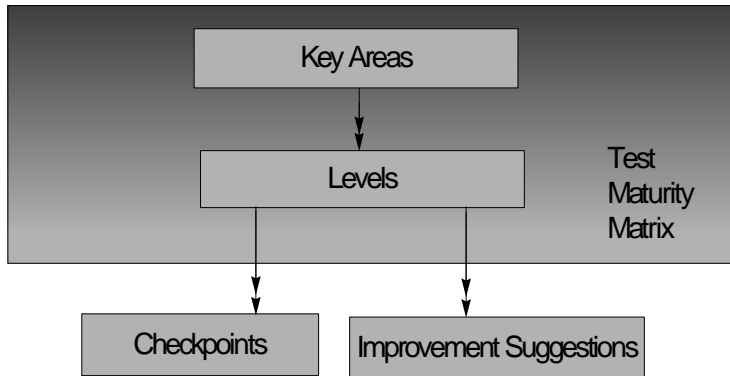 Key Areas
Levels
Test
Maturity
Matrix
Checkpoints
Improvement Suggestions